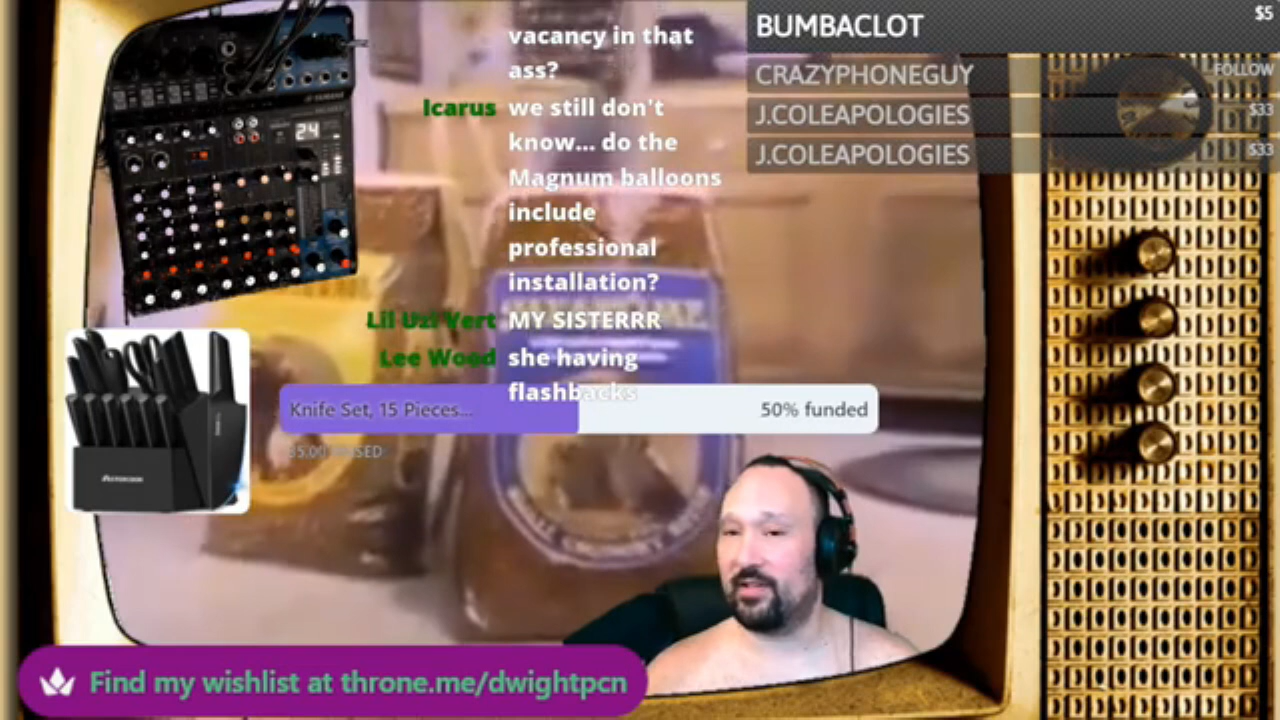 vacancy in that
ass?
Icarus we still don't
know... do the
Magnum balloons
include
professional
installation?
Lil Uzi Vert MY SISTERRR
Lee Wood she having
flashbacks
BUMBACLOT $5
CRAZYPHONEGUY FOLLOW
J.COLEAPOLOGIES $33
J.COLEAPOLOGIES $33
24
YAMAHA
Knife Set, 15 Pieces... 50% funded
Find my wishlist at throne.me/dwightpcn